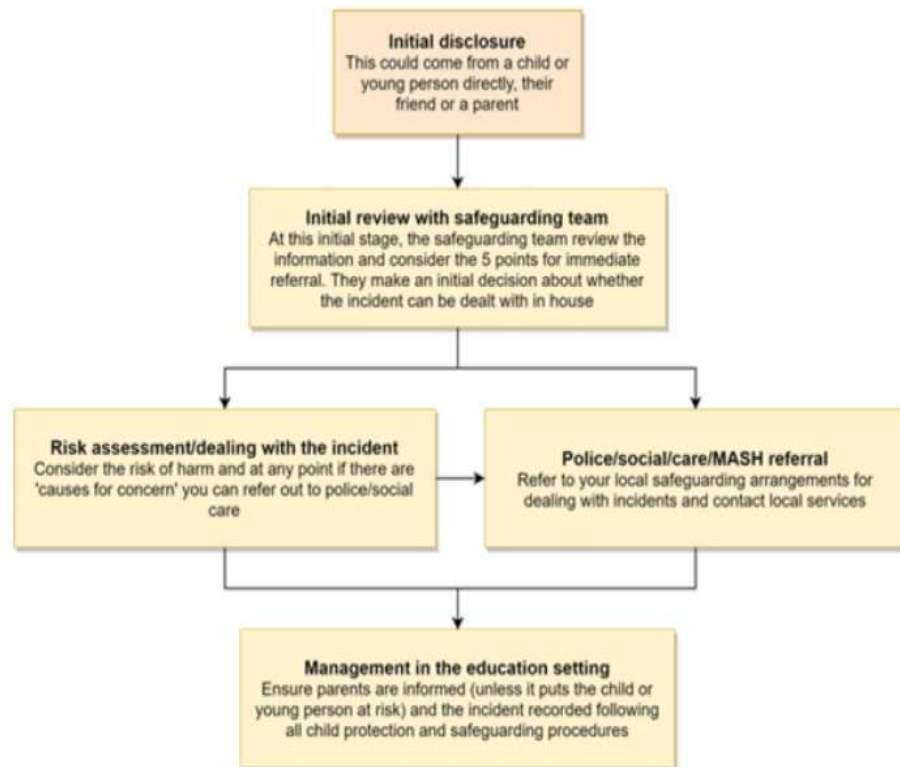 Initial disclosure
This could come from a child or
young person directly, their
friend or a parent
Initial review with safeguarding team
At this initial stage, the safeguarding team review the
information and consider the 5 points for immediate
referral. They make an initial decision about whether
the incident can be dealt with in house
Risk assessment/dealing with the incident
Consider the risk of harm and at any point if there are
'causes for concern' you can refer out to police/social
care
Police/social/care/MASH referral
Refer to your local safeguarding arrangements for
dealing with incidents and contact local services
Management in the education setting
Ensure parents are informed (unless it puts the child or
young person at risk) and the incident recorded following
all child protection and safeguarding procedures